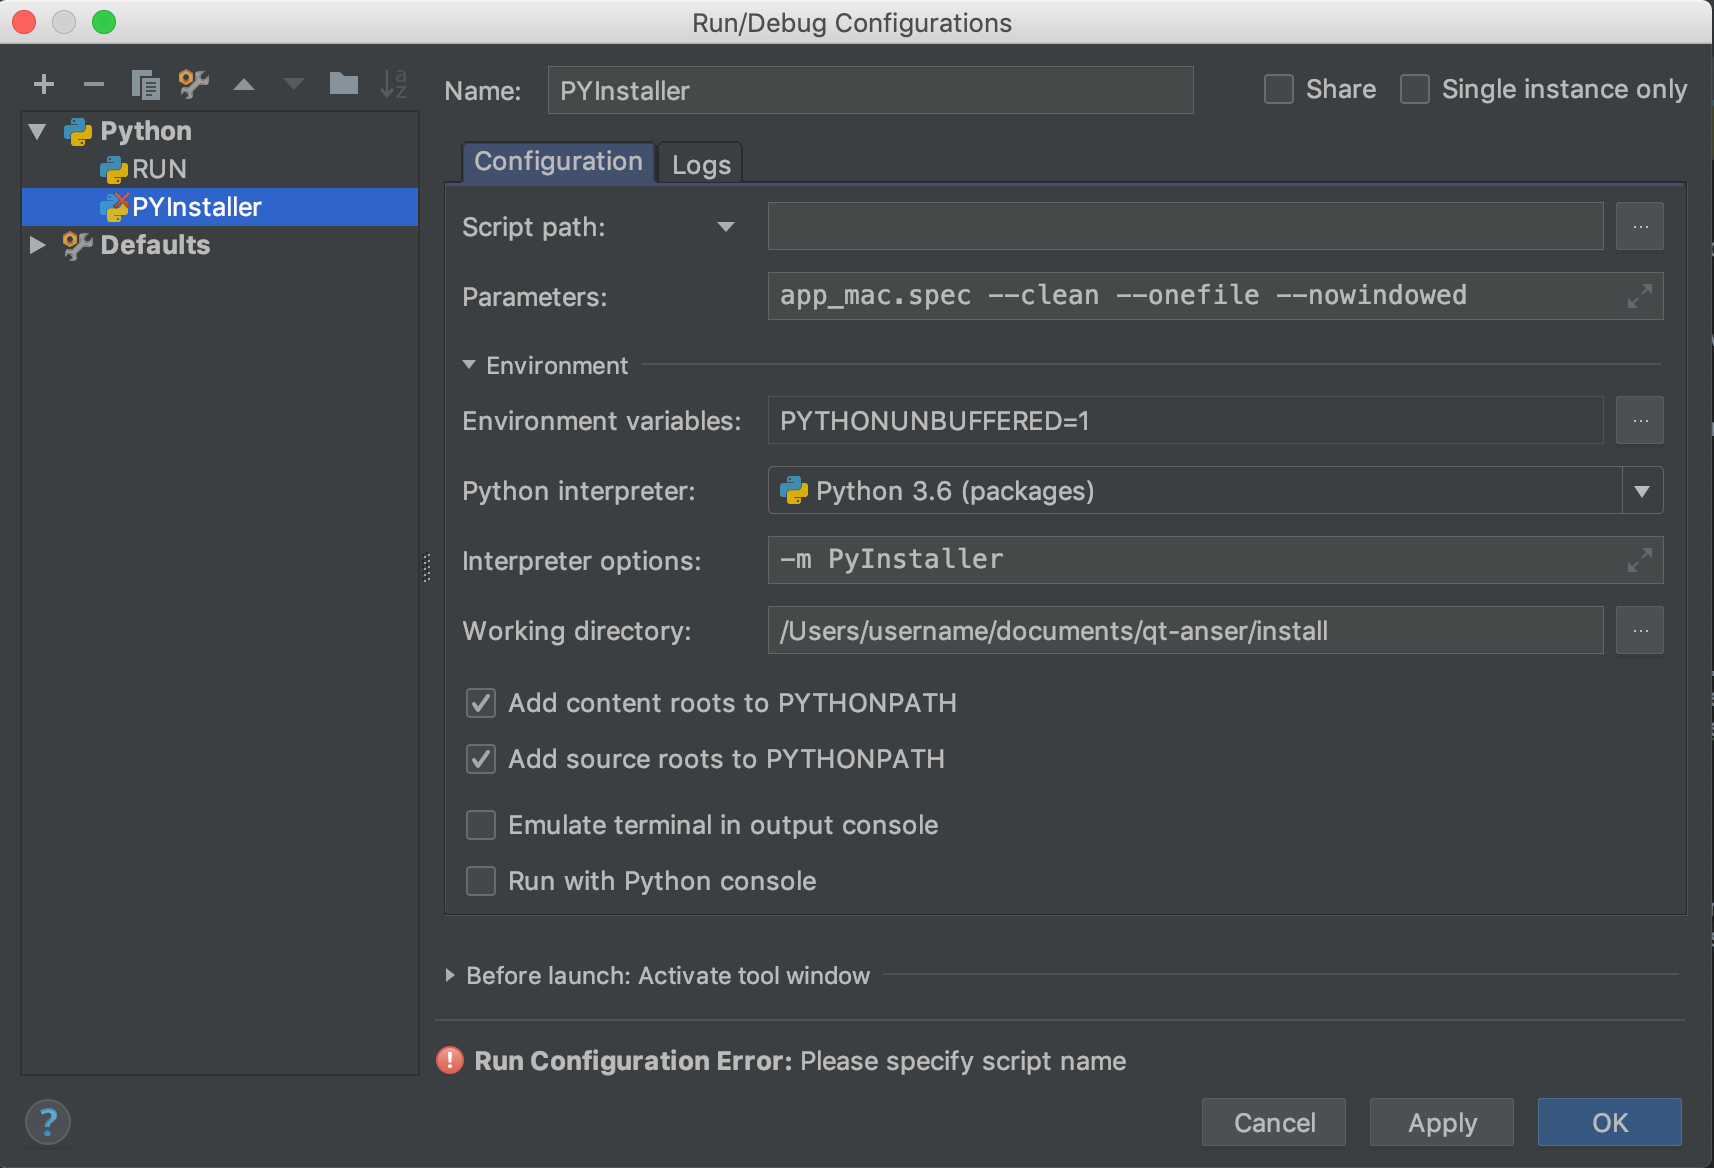 Run/Debug Configurations
Name: PYInstaller Share Single instance only
Python
RUN
PYInstaller
Defaults
Configuration Logs
Script path: ...
Parameters: app_mac.spec --clean --onefile --nowindowed
Environment
Environment variables: PYTHONUNBUFFERED=1 ...
Python interpreter: Python 3.6 (packages)
Interpreter options: -m PyInstaller
Working directory: /Users/username/documents/qt-anser/install ...
Add content roots to PYTHONPATH
Add source roots to PYTHONPATH
Emulate terminal in output console
Run with Python console
Before launch: Activate tool window
Run Configuration Error: Please specify script name
? Cancel Apply OK